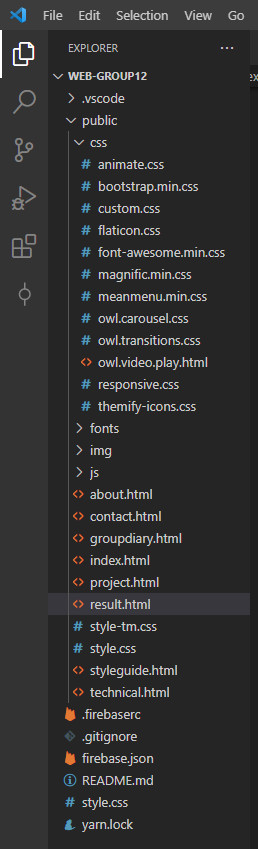 File Edit Selection View Go
EXPLORER ···
WEB-GROUP12
.vscode
public
css
animate.css
bootstrap.min.css
custom.css
flaticon.css
font-awesome.min.css
magnific.min.css
meanmenu.min.css
owl.carousel.css
owl.transitions.css
owl.video.play.html
responsive.css
themify-icons.css
fonts
img
js
about.html
contact.html
groupdiary.html
index.html
project.html
result.html
style-tm.css
style.css
styleguide.html
technical.html
.firebaserc
.gitignore
firebase.json
README.md
style.css
yarn.lock